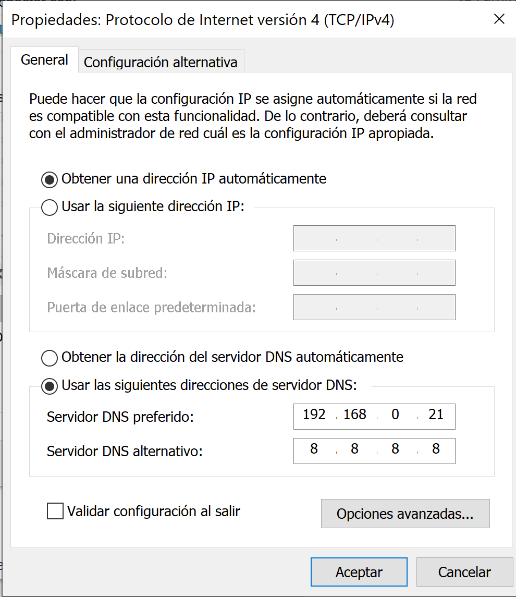 Propiedades: Protocolo de Internet versión 4 (TCP/IPv4)
General
Configuración alternativa
Puede hacer que la configuración IP se asigne automáticamente si la red
es compatible con esta funcionalidad. De lo contrario, deberá consultar
con el administrador de red cuál es la configuración IP apropiada.
Obtener una dirección IP automáticamente
Usar la siguiente dirección IP:
Dirección IP:
Máscara de subred:
Puerta de enlace predeterminada:
Obtener la dirección del servidor DNS automáticamente
Usar las siguientes direcciones de servidor DNS:
Servidor DNS preferido: 192 . 168 . 0 . 21
Servidor DNS alternativo: 8 . 8 . 8 . 8
Validar configuración al salir
Opciones avanzadas...
Aceptar
Cancelar